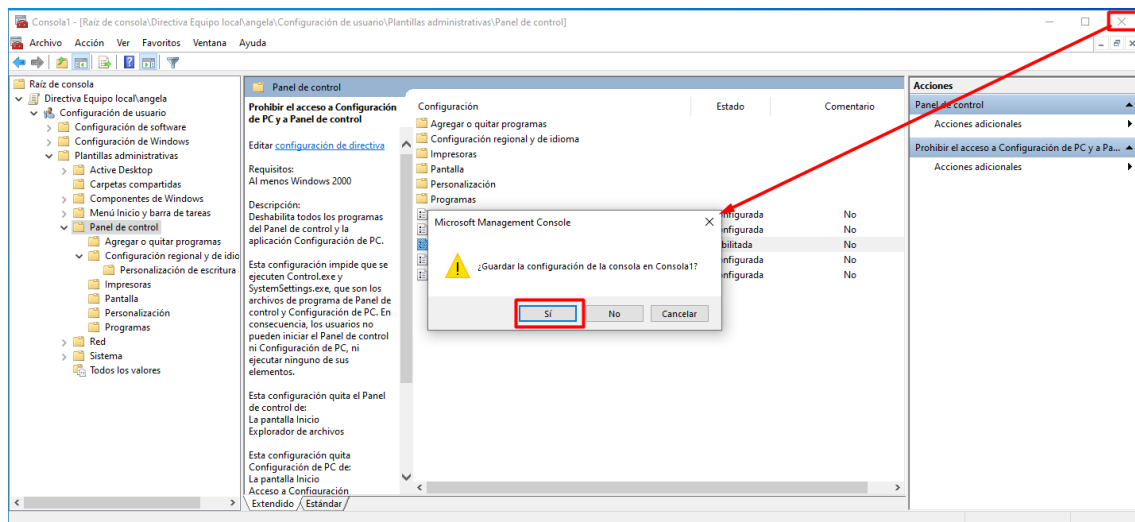 Consola1 - [Raíz de consola\Directiva Equipo local\angela\Configuración de usuario\Plantillas administrativas\Panel de control]
Archivo Acción Ver Favoritos Ventana Ayuda
Raíz de consola
Directiva Equipo local\angela
Configuración de usuario
Configuración de software
Configuración de Windows
Plantillas administrativas
Active Desktop
Carpetas compartidas
Componentes de Windows
Menú Inicio y barra de tareas
Panel de control
Agregar o quitar programas
Configuración regional y de idio
Personalización de escritura
Impresoras
Pantalla
Personalización
Programas
Red
Sistema
Todos los valores
Panel de control
Prohibir el acceso a Configuración
de PC y a Panel de control
Editar configuración de directiva
Requisitos:
Al menos Windows 2000
Descripción:
Deshabilita todos los programas
del Panel de control y la
aplicación Configuración de PC.
Esta configuración impide que se
ejecuten Control.exe y
SystemSettings.exe, que son los
archivos de programa de Panel de
control y Configuración de PC. En
consecuencia, los usuarios no
pueden iniciar el Panel de control
ni Configuración de PC, ni
ejecutar ninguno de sus
elementos.
Esta configuración quita el Panel
de control de:
La pantalla Inicio
Explorador de archivos
Esta configuración quita
Configuración de PC de:
La pantalla Inicio
Acceso a Configuración
Extendido Estándar
Configuración Estado Comentario
Agregar o quitar programas
Configuración regional y de idioma
Impresoras
Pantalla
Personalización
Programas
nfigurada No
nfigurada No
bilitada No
nfigurada No
nfigurada No
Microsoft Management Console
¿Guardar la configuración de la consola en Consola1?
Sí No Cancelar
Acciones
Panel de control
Acciones adicionales
Prohibir el acceso a Configuración de PC y a Pa...
Acciones adicionales